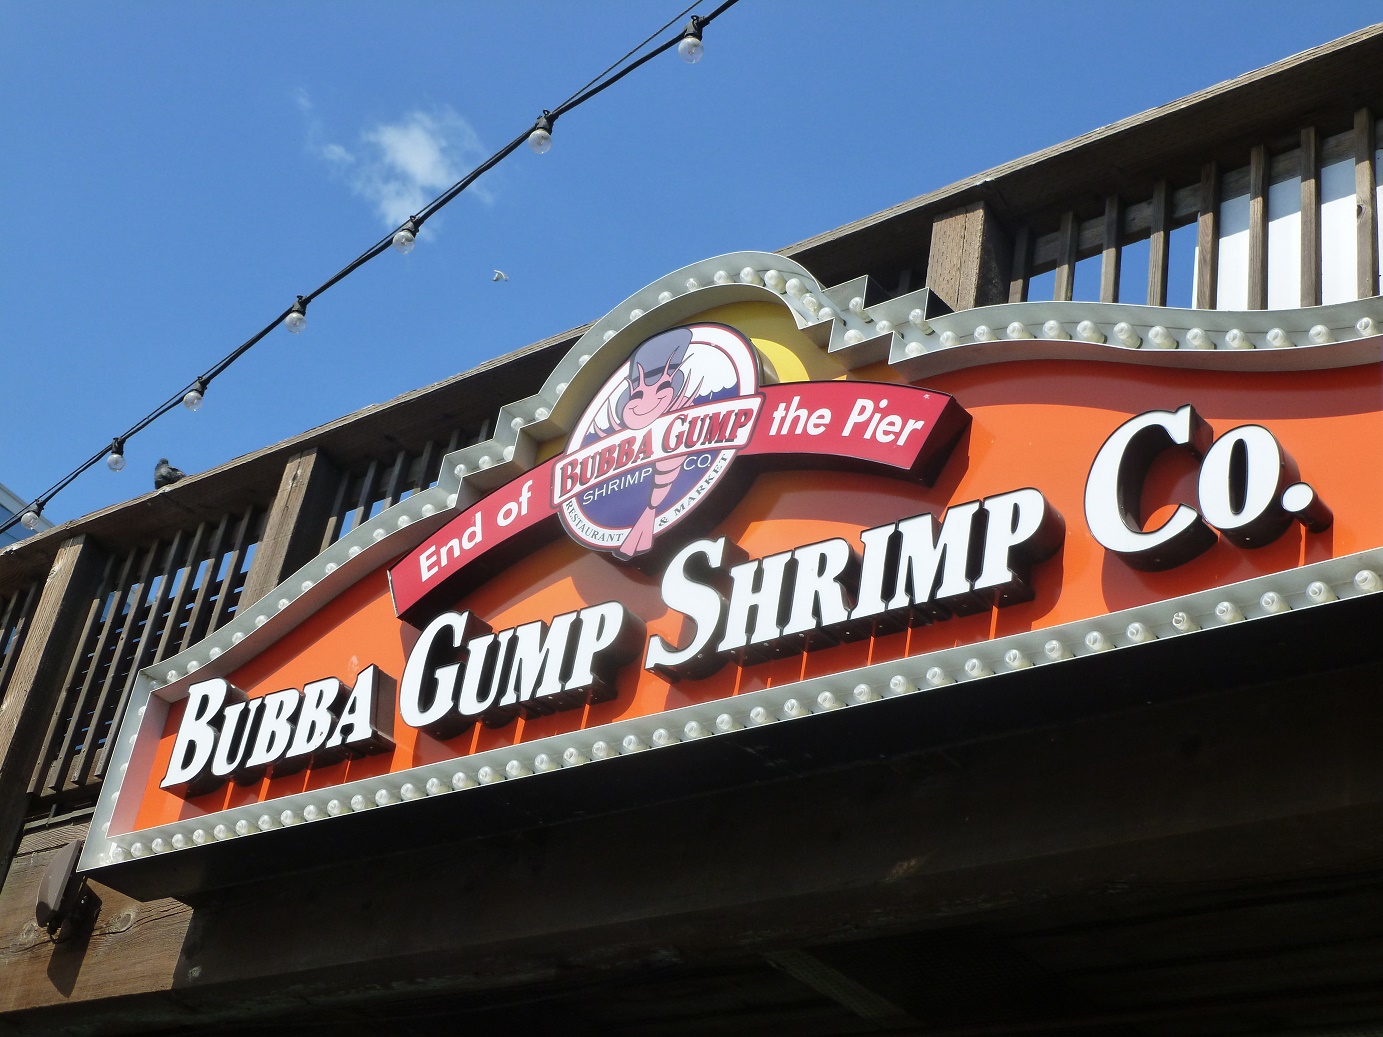 End of the Pier
BUBBA GUMP
SHRIMP CO.
RESTAURANT & MARKET
BUBBA GUMP SHRIMP CO.